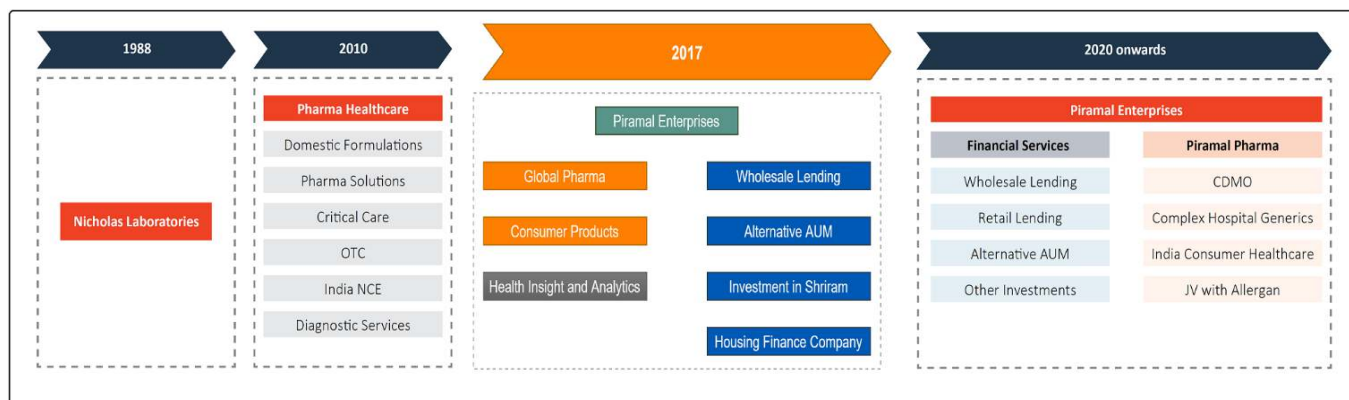 1988
Nicholas Laboratories
2010
Pharma Healthcare
Domestic Formulations
Pharma Solutions
Critical Care
OTC
India NCE
Diagnostic Services
2017
Piramal Enterprises
Global Pharma
Consumer Products
Health Insight and Analytics
Wholesale Lending
Alternative AUM
Investment in Shriram
Housing Finance Company
2020 onwards
Piramal Enterprises
Financial Services
Wholesale Lending
Retail Lending
Alternative AUM
Other Investments
Piramal Pharma
CDMO
Complex Hospital Generics
India Consumer Healthcare
JV with Allergan